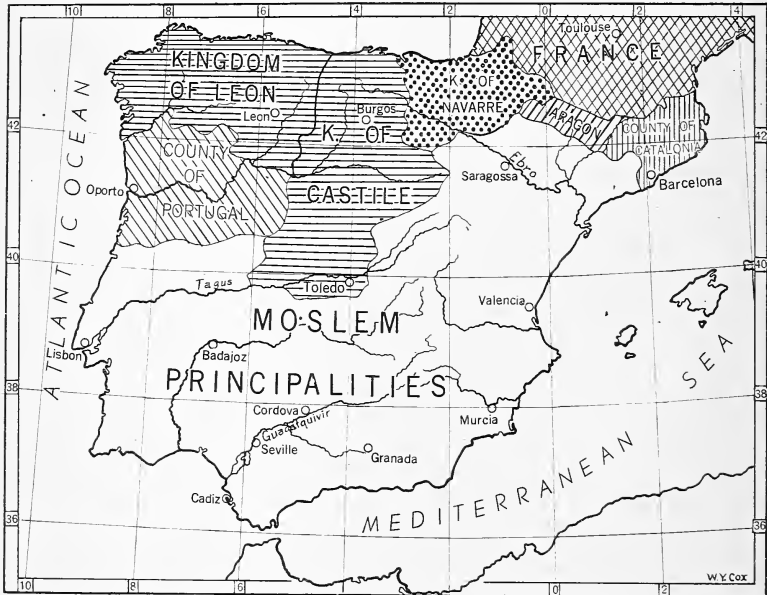 10 8 6 4 2 0 2 4
Toulouse
KINGDOM
FRANCE
OF LEON
K. OF
NAVARRE
Leon
Burgos
ARAGON
COUNTY OF
CATALONIA
42
42
K. OF
COUNTY
OF
PORTUGAL
Ebro
Saragossa
Barcelona
Oporto
CASTILE
ATLANTIC OCEAN
40
40
Tagus
Toledo
Valencia
MOSLEM
Lisbon
Badajoz
SEA
38
38
PRINCIPALITIES
Cordova
Guadalquivir
Murcia
Seville
Granada
Cadiz
MEDITERRANEAN
36
36
W.Y. Cox
10 8 6 4 0 2